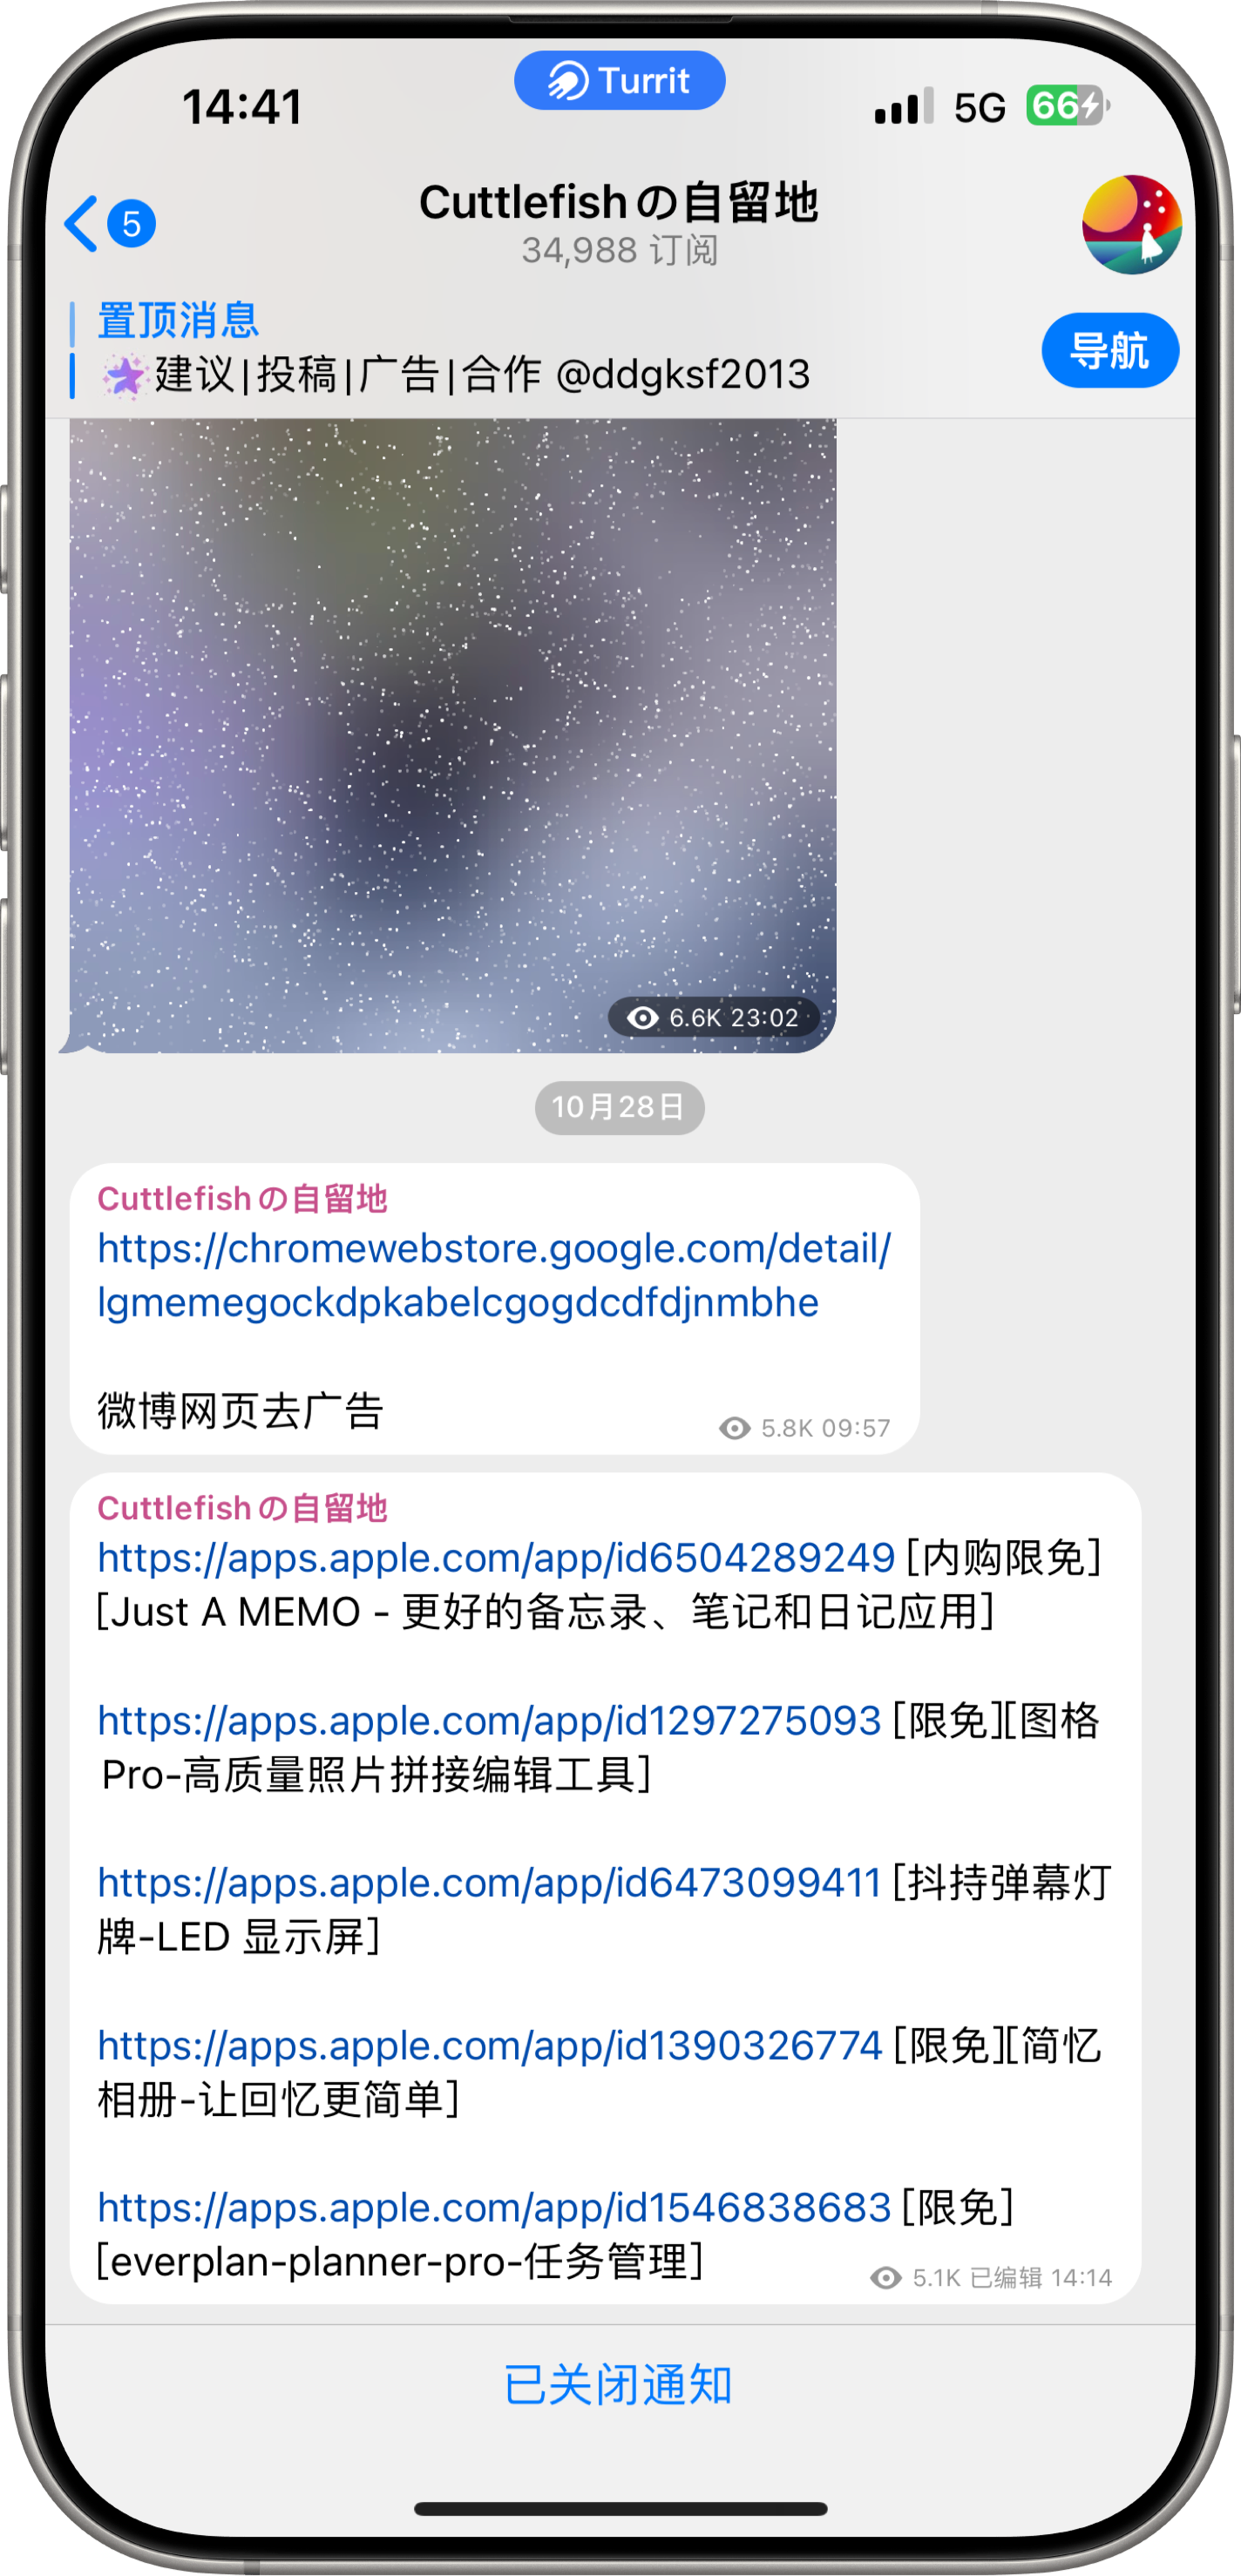 14:41
Turrit
5G
66
5
Cuttlefishの自留地
34,988 订阅
置顶消息
建议|投稿|广告|合作 @ddgksf2013
导航
6.6K 23:02
10月28日
Cuttlefishの自留地
https://chromewebstore.google.com/detail/
lgmemegockdpkabelcgogdcdfdjnmbhe
微博网页去广告
5.8K 09:57
Cuttlefishの自留地
https://apps.apple.com/app/id6504289249 [内购限免]
[Just A MEMO - 更好的备忘录、笔记和日记应用]
https://apps.apple.com/app/id1297275093 [限免][图格
Pro-高质量照片拼接编辑工具]
https://apps.apple.com/app/id6473099411 [抖持弹幕灯
牌-LED 显示屏]
https://apps.apple.com/app/id1390326774 [限免][简忆
相册-让回忆更简单]
https://apps.apple.com/app/id1546838683 [限免]
[everplan-planner-pro-任务管理]
5.1K 已编辑 14:14
已关闭通知